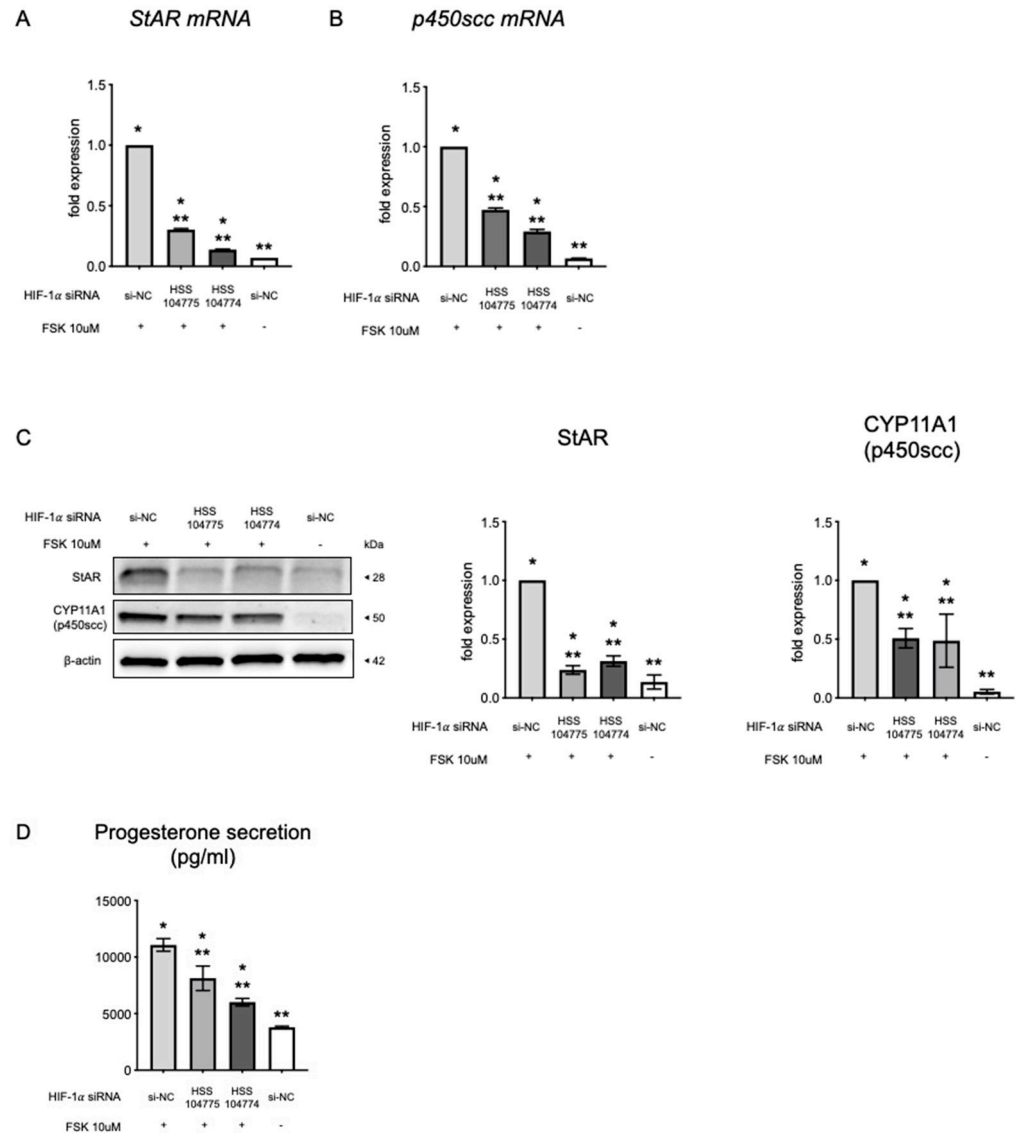 A StAR mRNA B p450scc mRNA
1.5 1.5
* *
1.0 1.0
fold expression fold expression
* * * *
0.5 ** ** ** 0.5 ** ** **
0.0 0.0
HIF-1α siRNA si-NC HSS 104775 HSS 104774 si-NC HIF-1α siRNA si-NC HSS 104775 HSS 104774 si-NC
FSK 10uM + + + - FSK 10uM + + + -
C StAR CYP11A1
(p450scc)
HIF-1α siRNA si-NC HSS 104775 HSS 104774 si-NC
FSK 10uM + + + - kDa
StAR ◄28
CYP11A1
(p450scc) ◄50
β-actin ◄42
1.5 1.5
* *
1.0 1.0
fold expression fold expression
* * * *
0.5 ** ** ** 0.5 ** ** **
0.0 0.0
HIF-1α siRNA si-NC HSS 104775 HSS 104774 si-NC HIF-1α siRNA si-NC HSS 104775 HSS 104774 si-NC
FSK 10uM + + + - FSK 10uM + + + -
D Progesterone secretion
(pg/ml)
15000
* * *
10000 ** ** **
5000
0
HIF-1α siRNA si-NC HSS 104775 HSS 104774 si-NC
FSK 10uM + + + -